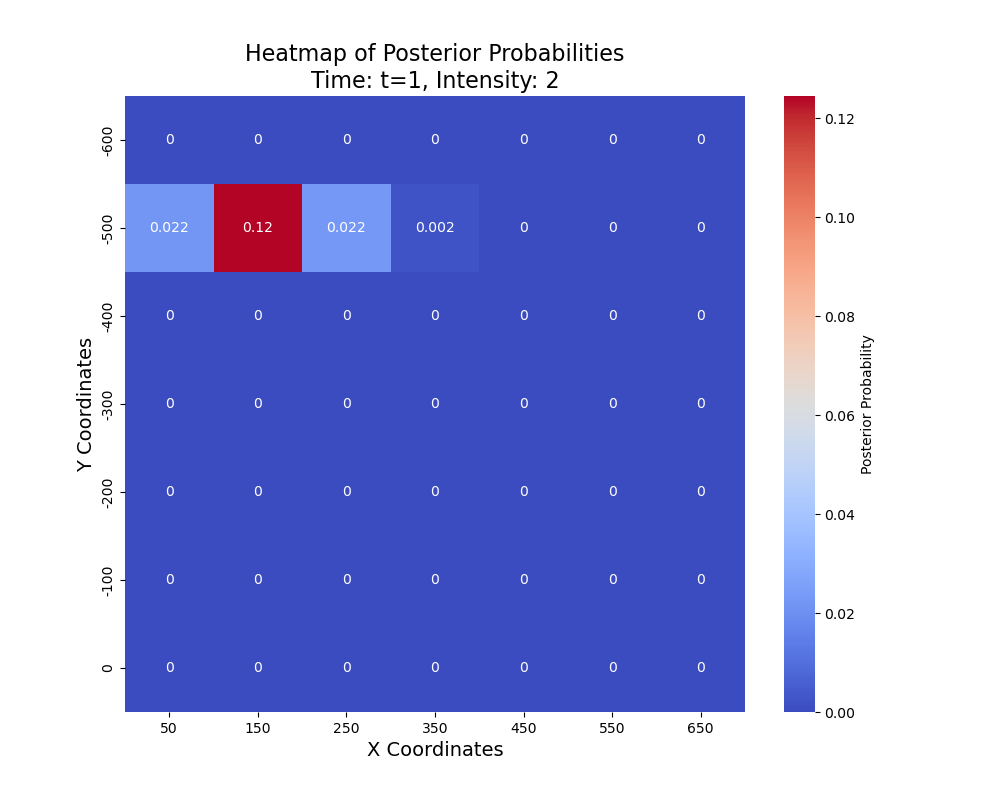 Heatmap of Posterior Probabilities
Time: t=1, Intensity: 2
-600 0 0 0 0 0 0 0
-500 0.022 0.12 0.022 0.002 0 0 0
-400 0 0 0 0 0 0 0
-300 0 0 0 0 0 0 0
-200 0 0 0 0 0 0 0
-100 0 0 0 0 0 0 0
0 0 0 0 0 0 0 0
Y Coordinates
50 150 250 350 450 550 650
X Coordinates
0.12
0.10
0.08
0.06
0.04
0.02
0.00
Posterior Probability